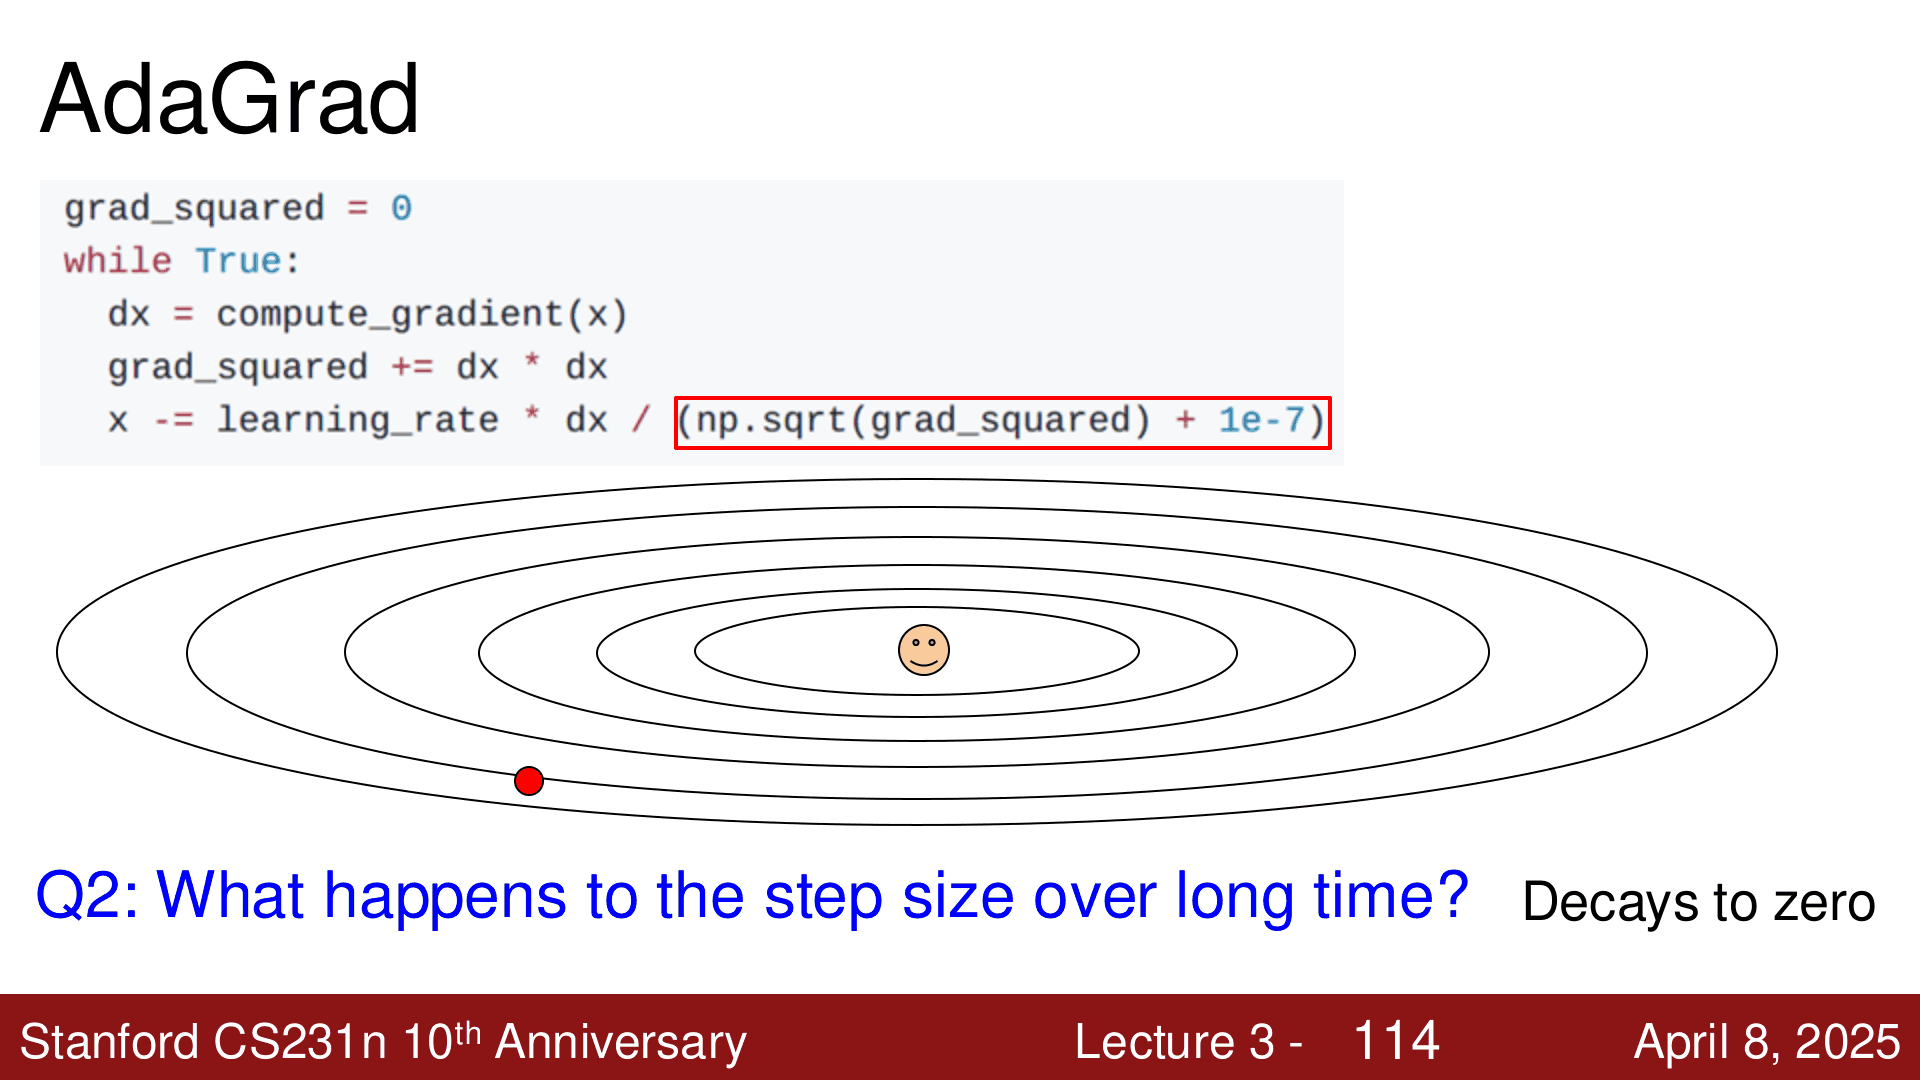 AdaGrad
grad_squared = 0
while True:
  dx = compute_gradient(x)
  grad_squared += dx * dx
  x -= learning_rate * dx / (np.sqrt(grad_squared) + 1e-7)
Q2: What happens to the step size over long time? Decays to zero
Stanford CS231n 10th Anniversary Lecture 3 - 114 April 8, 2025